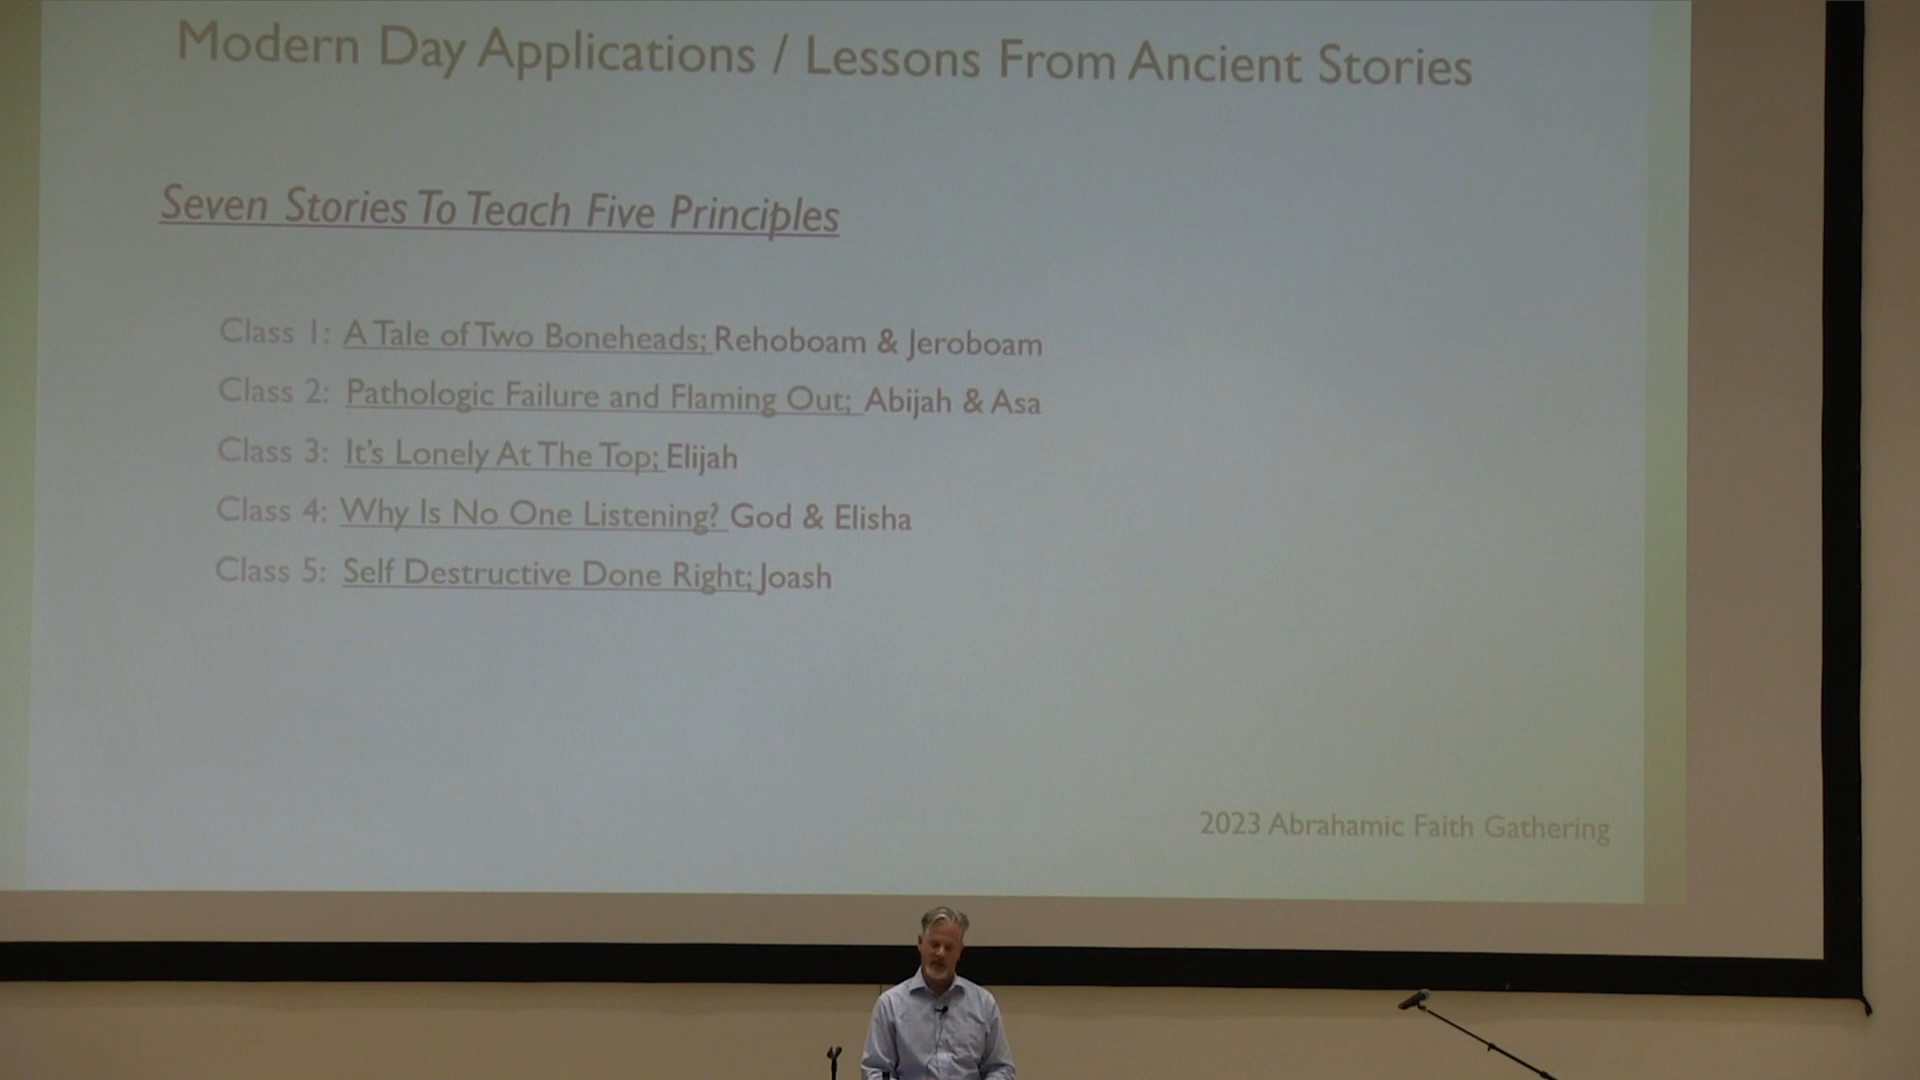 Modern Day Applications / Lessons From Ancient Stories
Seven Stories To Teach Five Principles
Class 1: A Tale of Two Boneheads; Rehoboam & Jeroboam
Class 2: Pathologic Failure and Flaming Out; Abijah & Asa
Class 3: It's Lonely At The Top; Elijah
Class 4: Why Is No One Listening? God & Elisha
Class 5: Self Destructive Done Right; Joash
2023 Abrahamic Faith Gathering